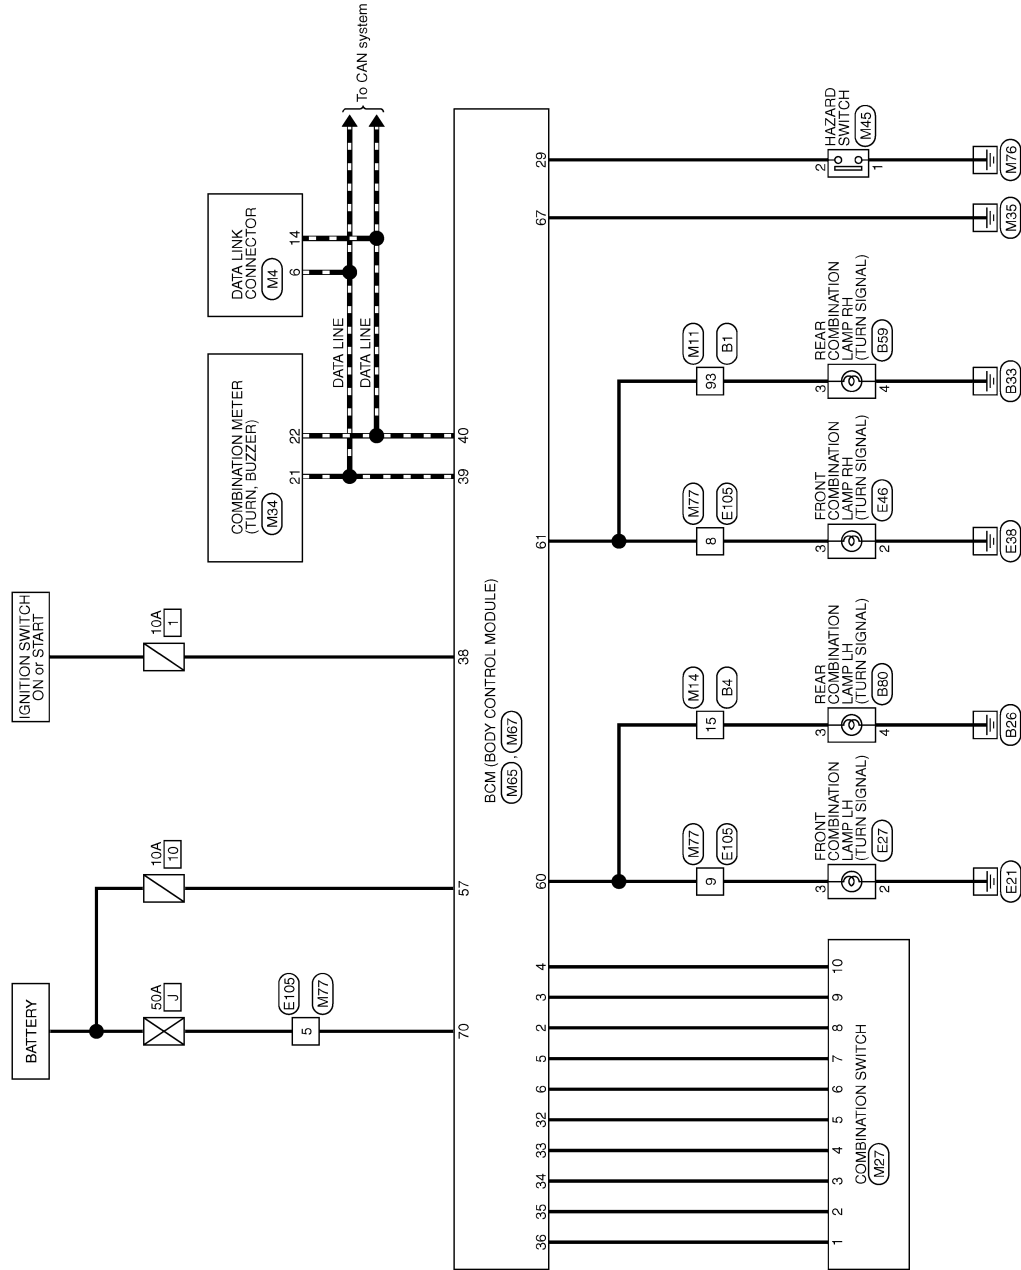 BATTERY
50A
J
10A
10
E105
M77
5
70
57
IGNITION SWITCH
ON or START
10A
1
38
COMBINATION METER
(TURN, BUZZER)
M34
21
22
DATA LINK
CONNECTOR
M4
6
14
DATA LINE
DATA LINE
To CAN system
39
40
BCM (BODY CONTROL MODULE)
M65 , M67
36
35
34
33
32
6
5
2
3
4
60
61
67
29
1
2
3
4
5
6
7
8
9
10
COMBINATION SWITCH
M27
M77
E105
9
FRONT
COMBINATION
LAMP LH
(TURN SIGNAL)
E27
3
2
E21
M14
B4
15
REAR
COMBINATION
LAMP LH
(TURN SIGNAL)
B80
3
4
B26
M77
E105
8
FRONT
COMBINATION
LAMP RH
(TURN SIGNAL)
E46
3
2
E38
M11
B1
93
REAR
COMBINATION
LAMP RH
(TURN SIGNAL)
B59
3
4
B33
M35
HAZARD
SWITCH
M45
2
1
M76